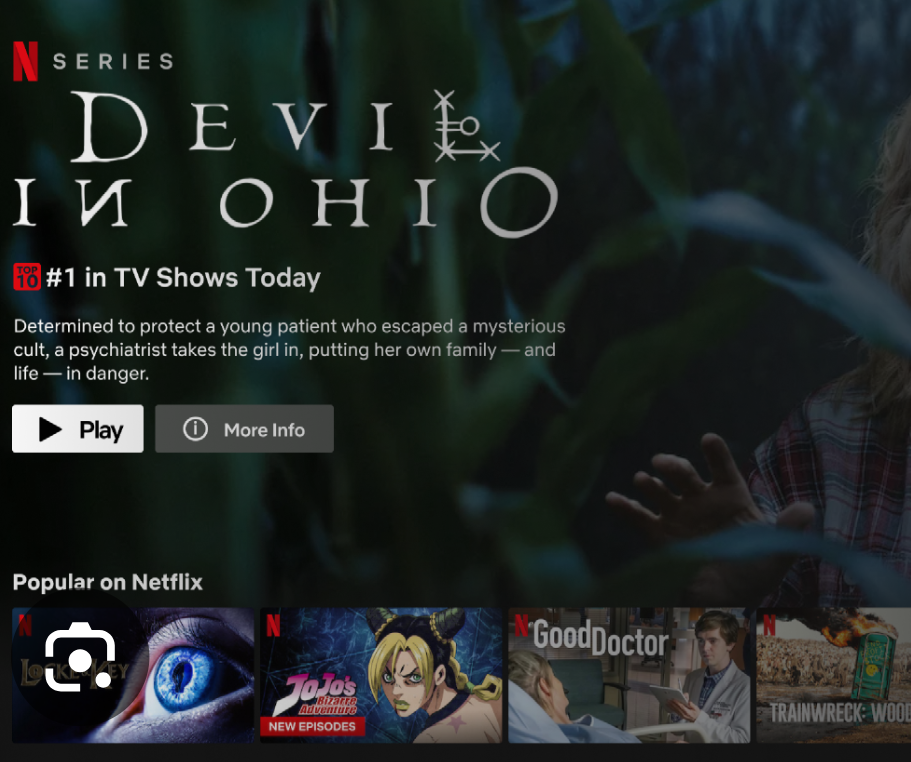 N SERIES
DEVIL
IN OHIO
TOP 10 #1 in TV Shows Today
Determined to protect a young patient who escaped a mysterious
cult, a psychiatrist takes the girl in, putting her own family — and
life — in danger.
Play
More Info
Popular on Netflix
N
LOCKE KEY
N
JoJo's
Bizarre
Adventure
NEW EPISODES
N
GOOD DOCTOR
N
TRAINWRECK: WOOD